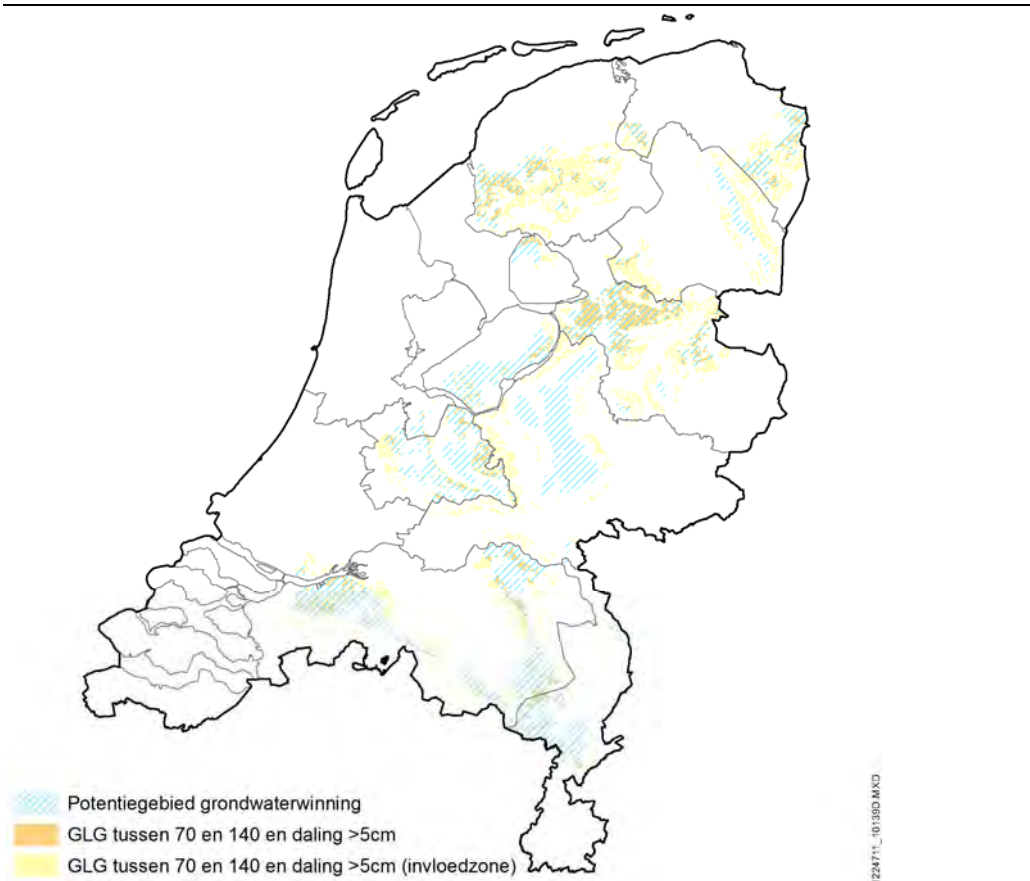 Potentiegebied grondwaterwinning
GLG tussen 70 en 140 en daling >5cm
GLG tussen 70 en 140 en daling >5cm (invloedzone)
I224711_10139D.MXD